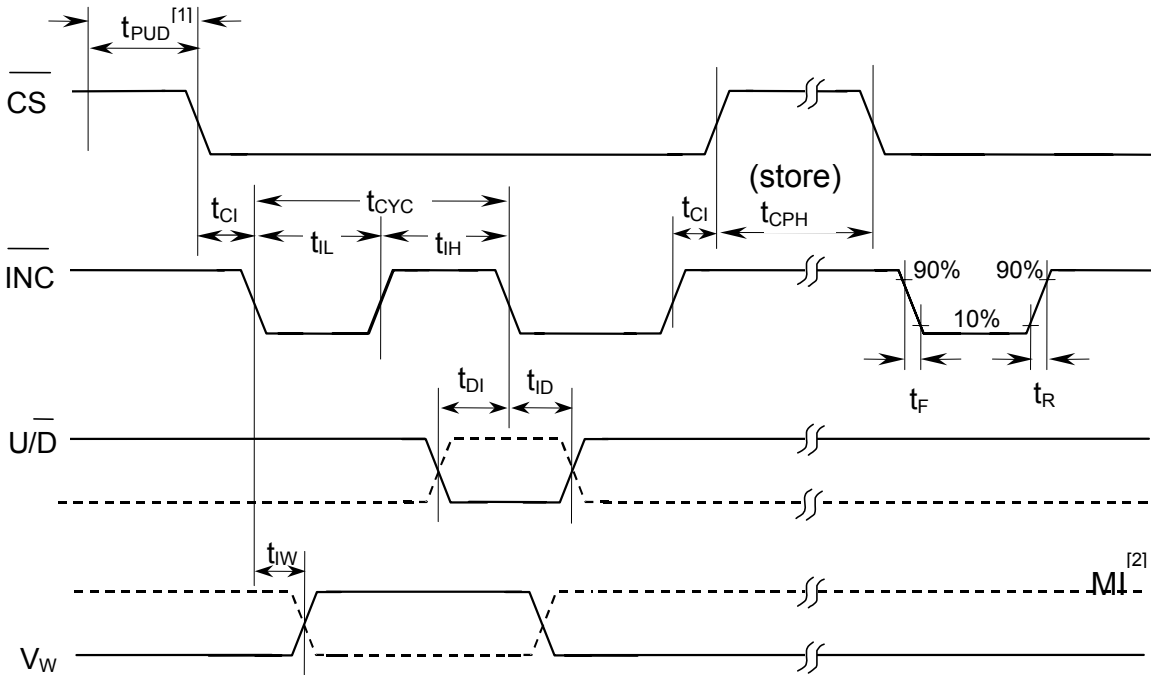 tPUD[1]
CS
(store)
tCI tCYC tCI tCPH
tIL tIH
INC
90% 90%
10%
tDI tID
tF tR
U/D
tIW
MI[2]
VW